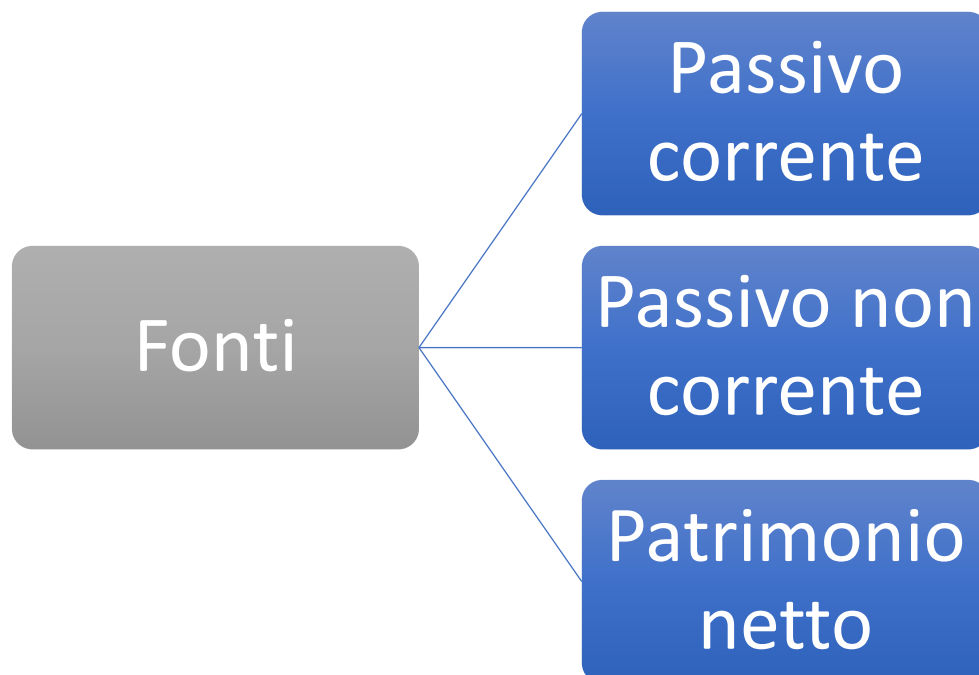 Fonti
Passivo
corrente
Passivo non
corrente
Patrimonio
netto